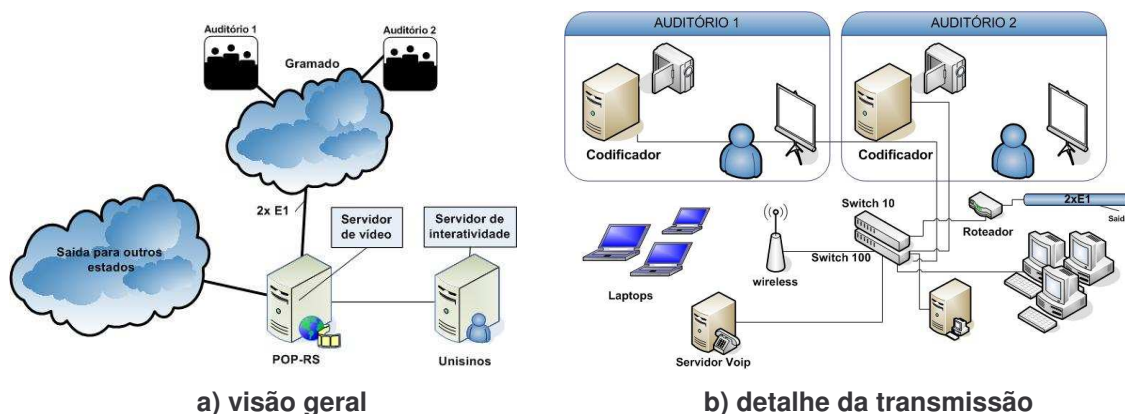 Auditório 1
Auditório 2
Gramado
2x E1
Servidor
de vídeo
Servidor de
interatividade
Saída para outros
estados
POP-RS
Unisinos
a) visão geral
AUDITÓRIO 1
AUDITÓRIO 2
Codificador
Codificador
Switch 10
2xE1
Saíd
Roteador
Switch 100
Laptops
wireless
Servidor Voip
b) detalhe da transmissão